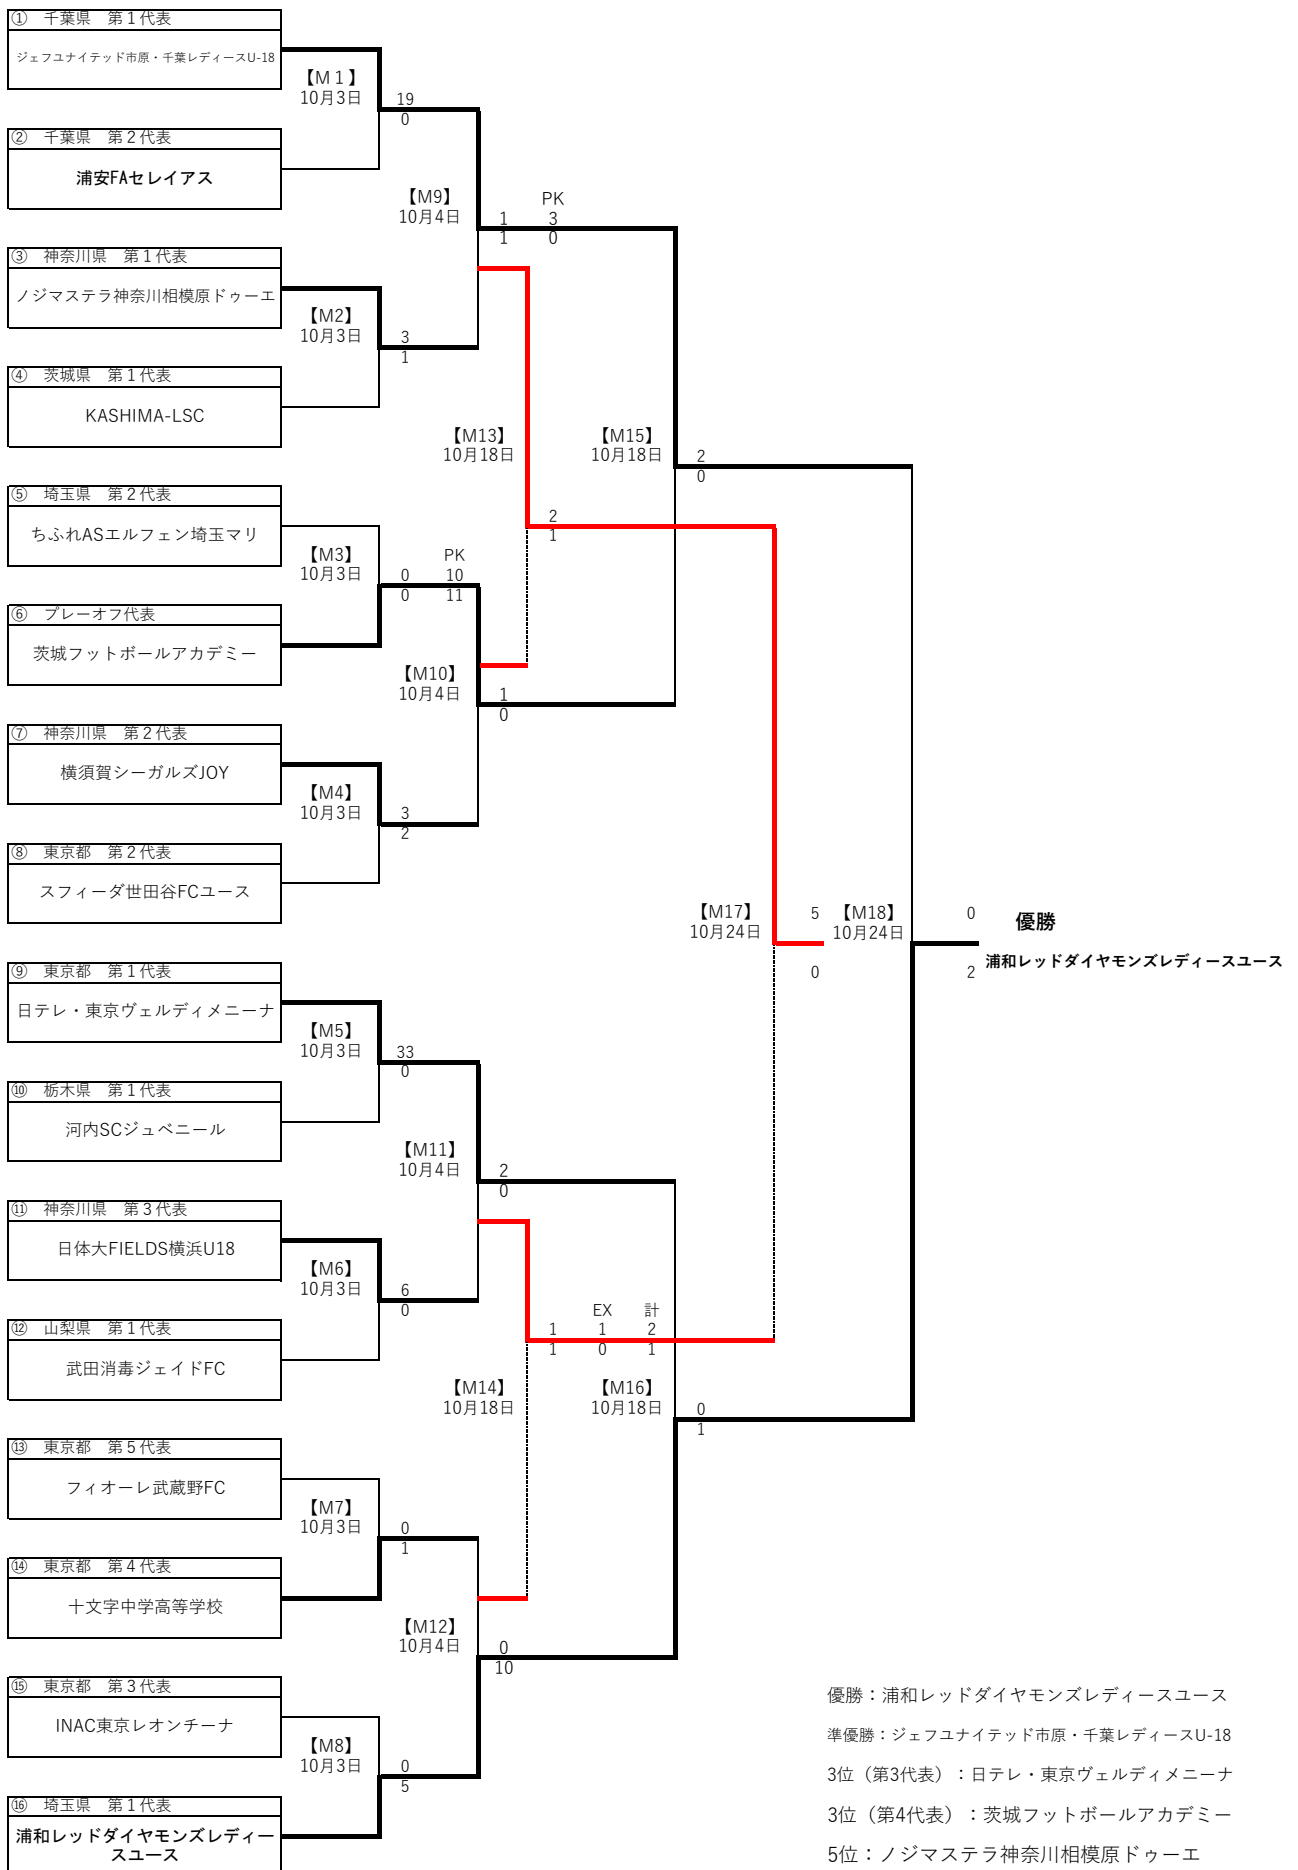 ① 千葉県　第１代表
ジェフユナイテッド市原・千葉レディースU-18
【M１】
10月3日
19
0
② 千葉県　第２代表
浦安FAセレイアス
【M9】
10月4日
PK
1 3
1 0
③ 神奈川県　第１代表
ノジマステラ神奈川相模原ドゥーエ
【M2】
10月3日
3
1
④ 茨城県　第１代表
KASHIMA-LSC
【M13】
10月18日
【M15】
10月18日
2
0
⑤ 埼玉県　第２代表
ちふれASエルフェン埼玉マリ
2
1
【M3】
10月3日
PK
0 10
0 11
⑥ プレーオフ代表
茨城フットボールアカデミー
【M10】
10月4日
1
0
⑦ 神奈川県　第２代表
横須賀シーガルズJOY
【M4】
10月3日
3
2
⑧ 東京都　第２代表
スフィーダ世田谷FCユース
【M17】
10月24日
5
0
【M18】
10月24日
0
2
優勝
浦和レッドダイヤモンズレディースユース
⑨ 東京都　第１代表
日テレ・東京ヴェルディメニーナ
【M5】
10月3日
33
0
⑩ 栃木県　第１代表
河内SCジュベニール
【M11】
10月4日
2
0
⑪ 神奈川県　第３代表
日体大FIELDS横浜U18
【M6】
10月3日
6
0
EX 計
1 1 2
1 0 1
⑫ 山梨県　第１代表
武田消毒ジェイドFC
【M14】
10月18日
【M16】
10月18日
0
1
⑬ 東京都　第５代表
フィオーレ武蔵野FC
【M7】
10月3日
0
1
⑭ 東京都　第４代表
十文字中学高等学校
【M12】
10月4日
0
10
⑮ 東京都　第３代表
INAC東京レオンチーナ
【M8】
10月3日
0
5
⑯ 埼玉県　第１代表
浦和レッドダイヤモンズレディー
スユース
優勝：浦和レッドダイヤモンズレディースユース
準優勝：ジェフユナイテッド市原・千葉レディースU-18
3位（第3代表）：日テレ・東京ヴェルディメニーナ
3位（第4代表）：茨城フットボールアカデミー
5位：ノジマステラ神奈川相模原ドゥーエ